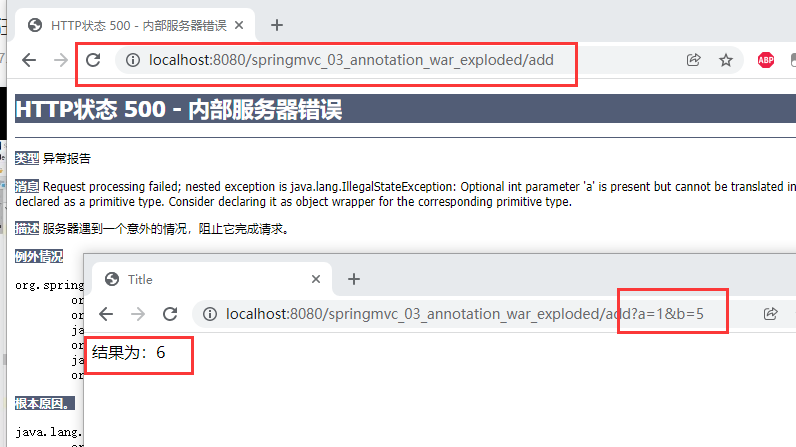 HTTP状态 500 - 内部服务器错误
localhost:8080/springmvc_03_annotation_war_exploded/add
ABP
HTTP状态 500 - 内部服务器错误
类型 异常报告
消息 Request processing failed; nested exception is java.lang.IllegalStateException: Optional int parameter 'a' is present but cannot be translated in
declared as a primitive type. Consider declaring it as object wrapper for the corresponding primitive type.
描述 服务器遇到一个意外的情况，阻止它完成请求。
例外情况
org.spring
or
or
ja
or
ja
or
根本原因。
java.lang.
Title
localhost:8080/springmvc_03_annotation_war_exploded/add?a=1&b=5
结果为：6